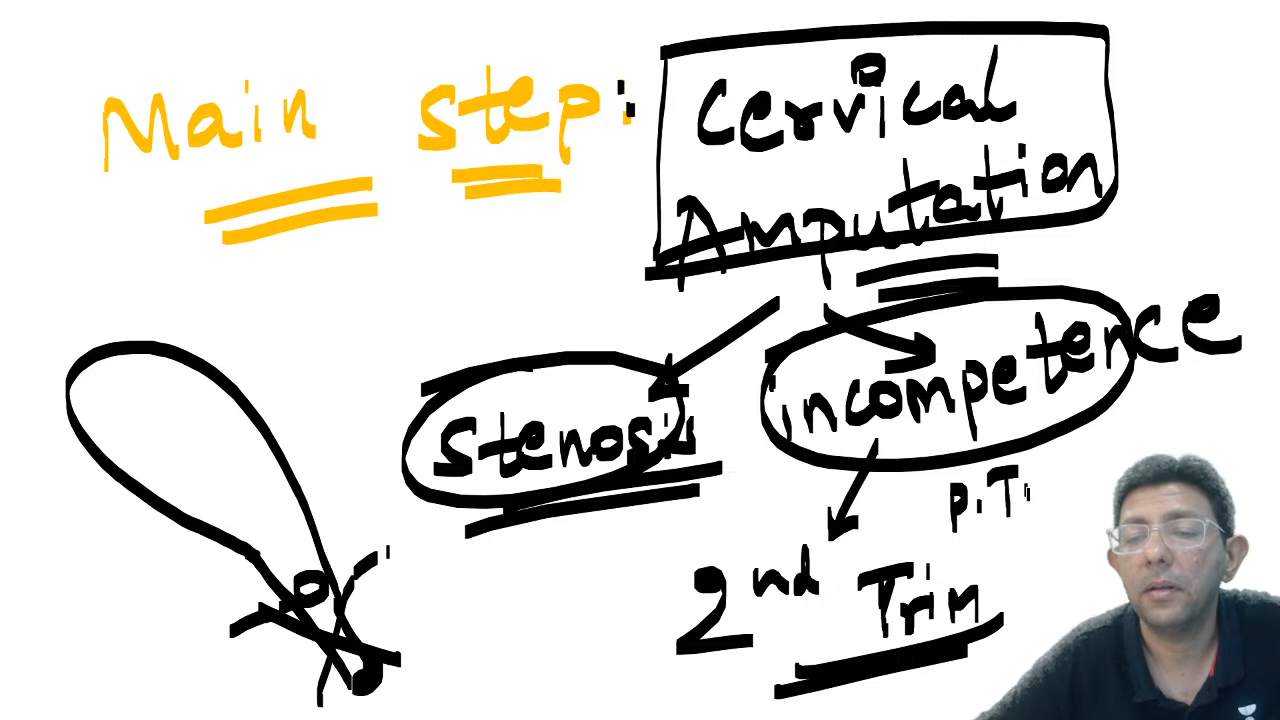 Main step: Cervical
Amputation
stenosis incompetence
P.T.
2nd Trim